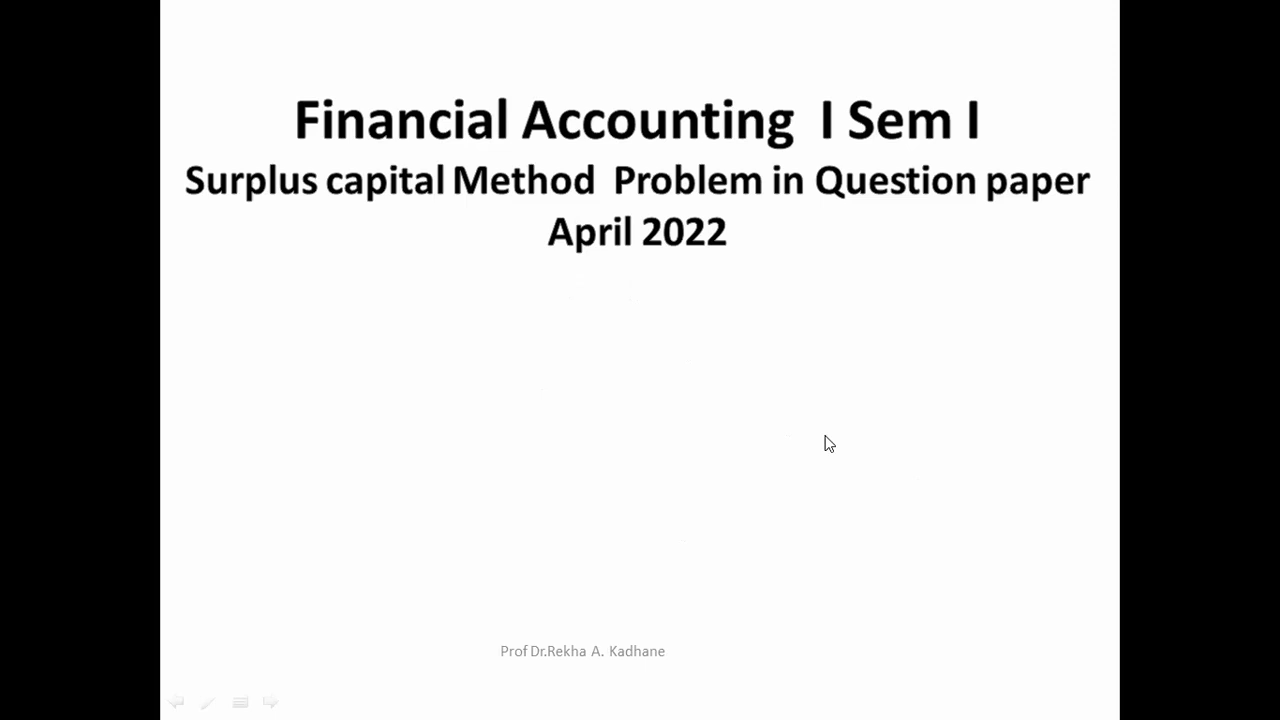 Financial Accounting I Sem I
Surplus capital Method Problem in Question paper
April 2022
Prof Dr.Rekha A. Kadhane